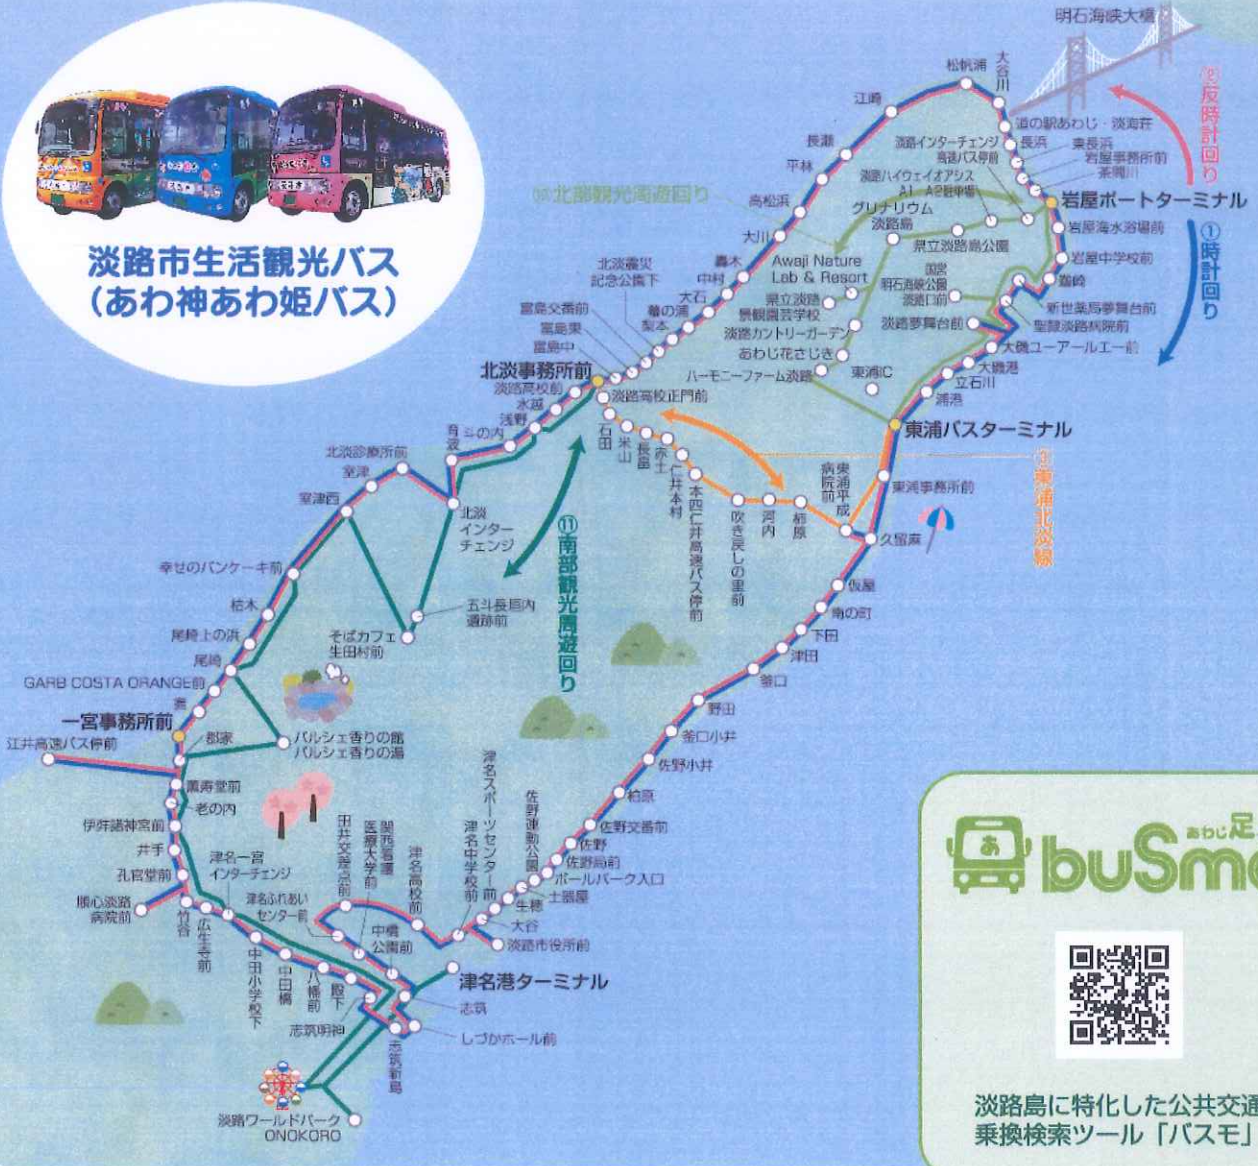 明石海峡大橋
淡路市生活観光バス
(あわ神あわ姫バス)
②反時計回り
①時計回り
北部観光周遊回り
③東浦北淡線
⑪南部観光周遊回り
松帆浦
大谷川
江崎
道の駅あわじ・淡海荘
長浜
東長浜
岩屋事務所前
茶間川
岩屋ポートターミナル
岩屋海水浴場前
岩屋中学校前
鵜崎
新世薬局夢舞台前
聖隷淡路病院前
大磯ユーアールエー前
大磯港
立石川
浦港
東浦バスターミナル
東浦事務所前
久留麻
仮屋
南の町
下田
津田
釜口
野田
釜口小井
佐野小井
柏原
佐野交番前
佐野
佐野局前
ボールパーク入口
土器屋
生穂
大谷
淡路市役所前
佐野運動公園
津名スポーツセンター前
津名中学校前
津名高校前
関西看護
医療大学前
田井交差点前
津名ふれあい
センター前
中橋
公園前
津名港ターミナル
志筑
しづかホール前
志筑新島
志筑明神
殿下
八幡前
中田橋
中田小学校下
津名一宮
インターチェンジ
広生寺前
竹谷
順心淡路
病院前
孔官堂前
井手
伊弉諾神宮前
老の内
薫寿堂前
郡家
江井高速バス停前
一宮事務所前
GARB COSTA ORANGE前
尾崎
尾崎上の浜
枯木
幸せのパンケーキ前
室津西
室津
北淡診療所前
育波
斗の内
浅野
水越
淡路高校前
北淡事務所前
富島中
富島東
富島交番前
北淡震災
記念公園下
梨本
蟇の浦
大石
中村
轟木
大川
高松浜
平林
長瀬
淡路インターチェンジ
高速バス停前
淡路ハイウェイオアシス
A1、A2駐車場
グリナリウム
淡路島
県立淡路島公園
Awaji Nature
Lab & Resort
国営
明石海峡公園
淡路口前
県立淡路
景観園芸学校
淡路夢舞台前
淡路カントリーガーデン
あわじ花さじき
ハーモニーファーム淡路
東浦IC
淡路高校正門前
石田
米山
長畠
赤土
仁井本村
本四仁井高速バス停前
吹き戻しの里前
河内
柿原
東浦平成
病院前
北淡
インター
チェンジ
五斗長垣内
遺跡前
そばカフェ
生田村前
パルシェ香りの館
パルシェ香りの湯
淡路ワールドパーク
ONOKORO
あ
あわじ足
buSmo
淡路島に特化した公共交通
乗換検索ツール「バスモ」